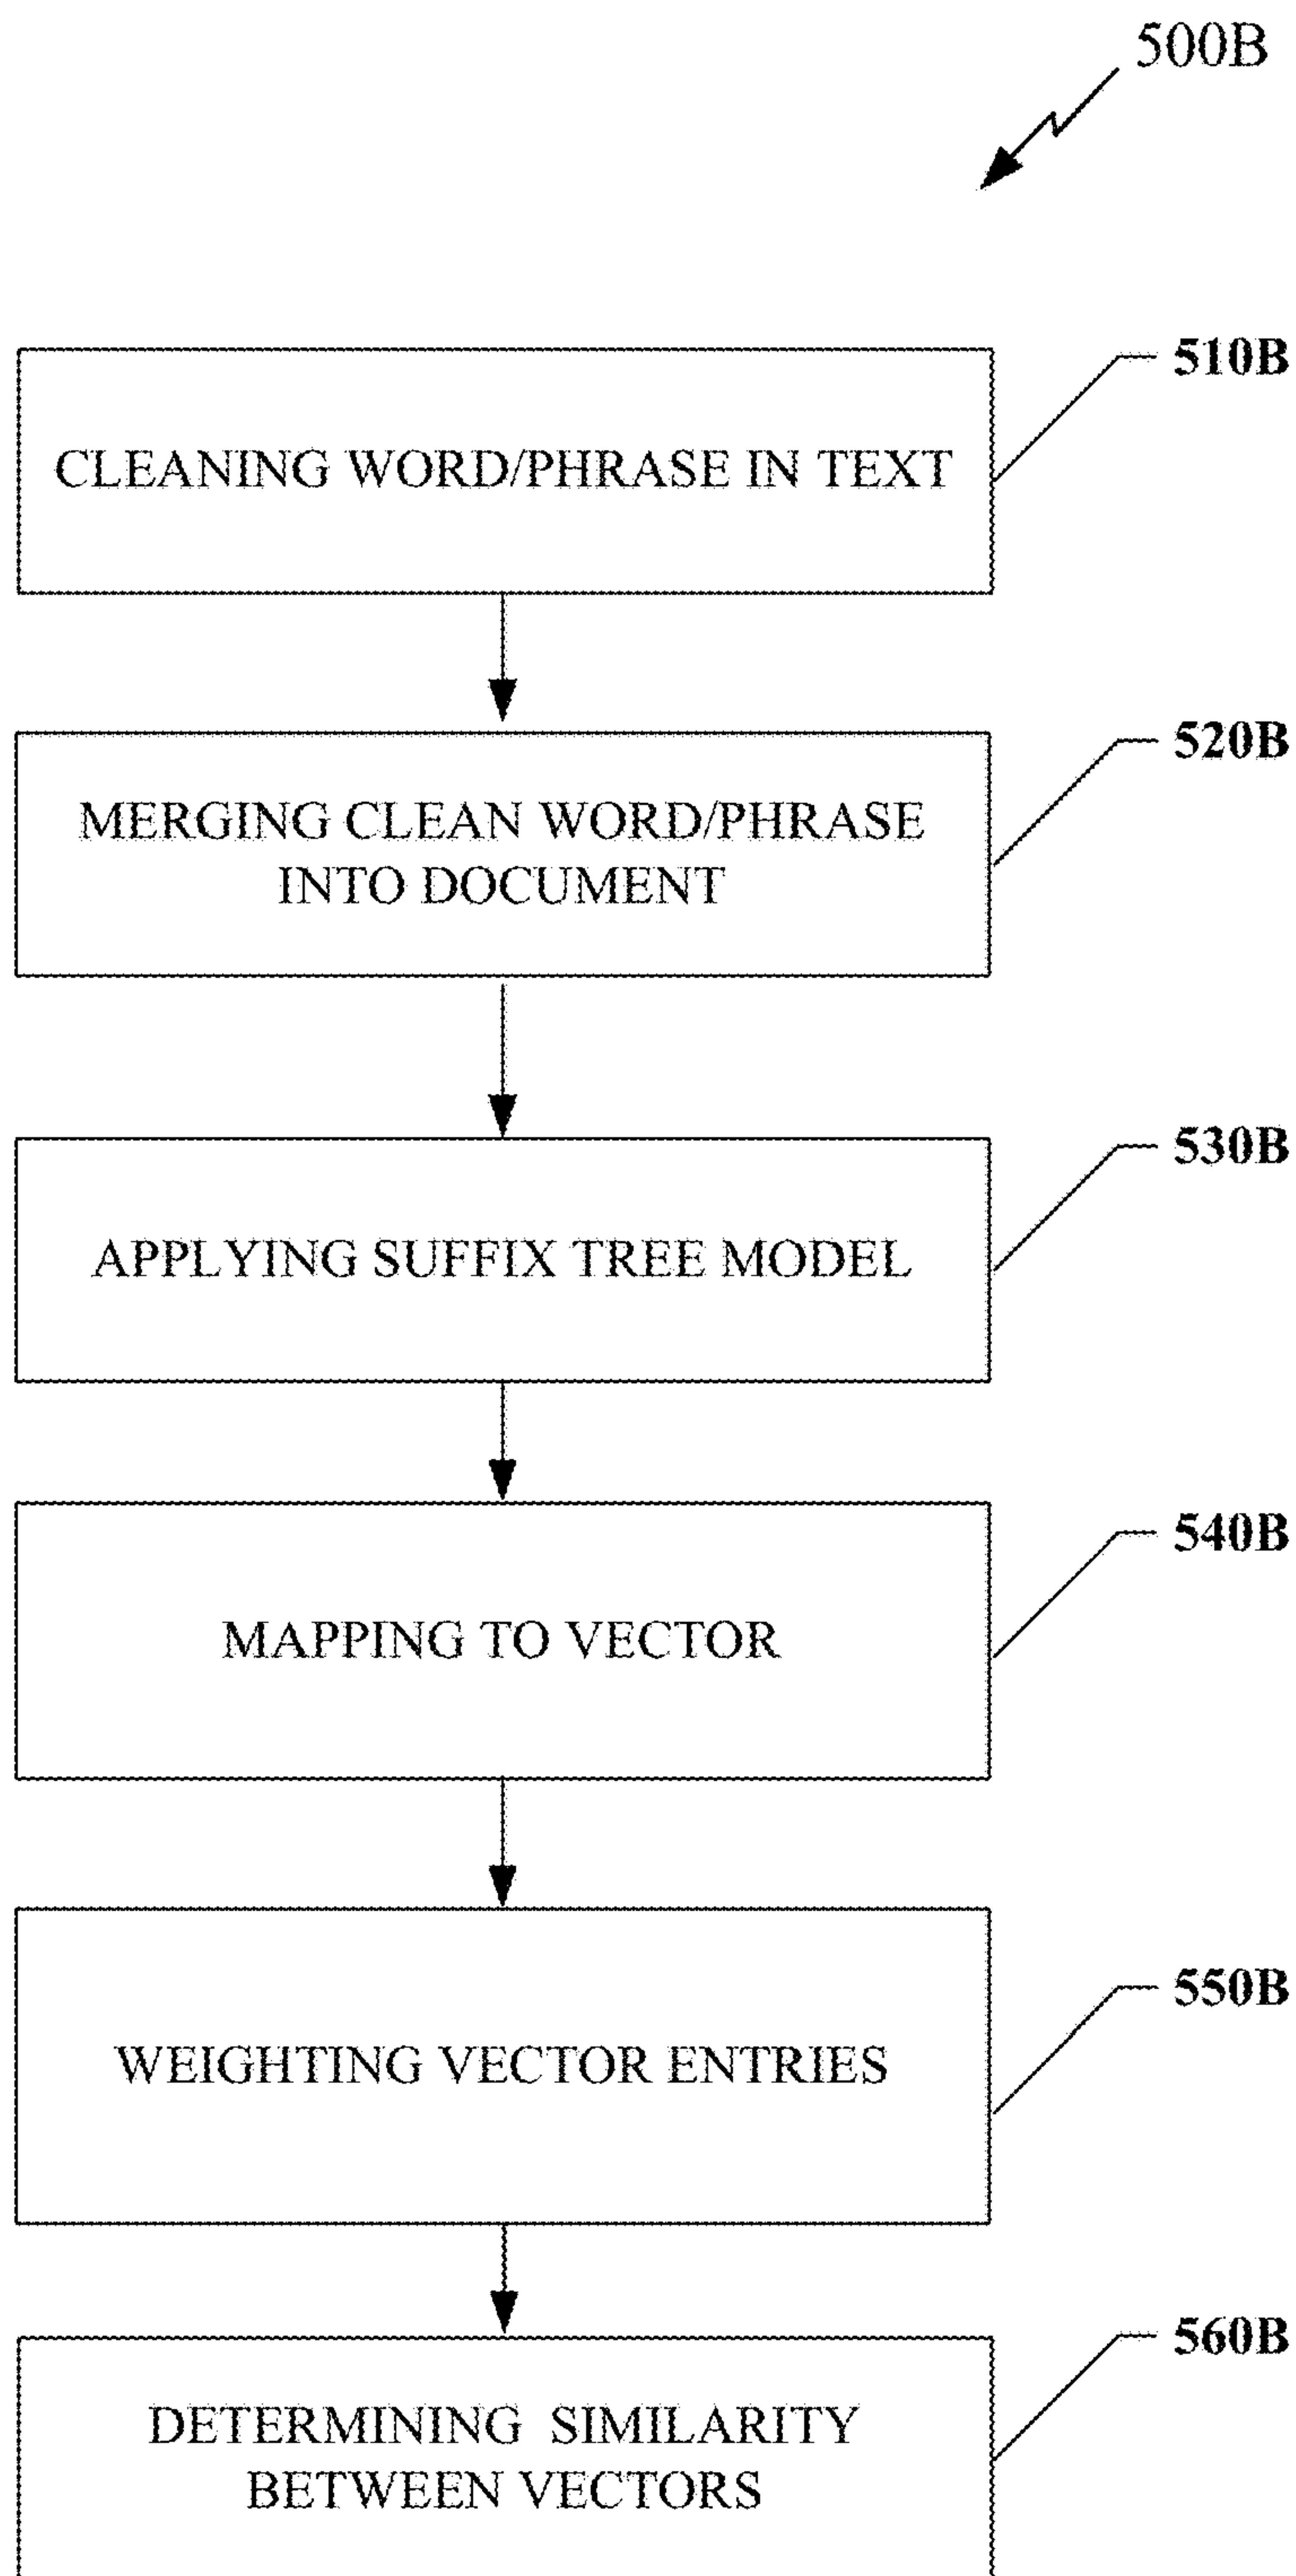 500B
510B
CLEANING WORD/PHRASE IN TEXT
520B
MERGING CLEAN WORD/PHRASE
INTO DOCUMENT
530B
APPLYING SUFFIX TREE MODEL
540B
MAPPING TO VECTOR
550B
WEIGHTING VECTOR ENTRIES
560B
DETERMINING SIMILARITY
BETWEEN VECTORS